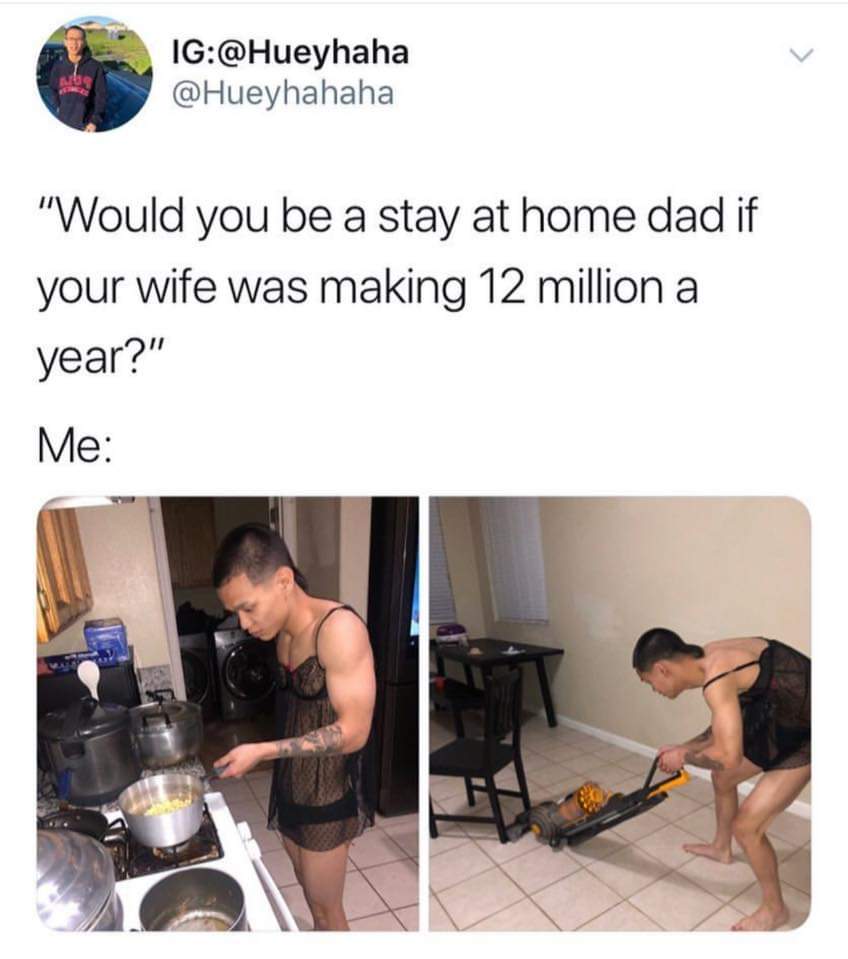 IG:@Hueyhaha
@Hueyhahaha
"Would you be a stay at home dad if
your wife was making 12 million a
year?"
Me: